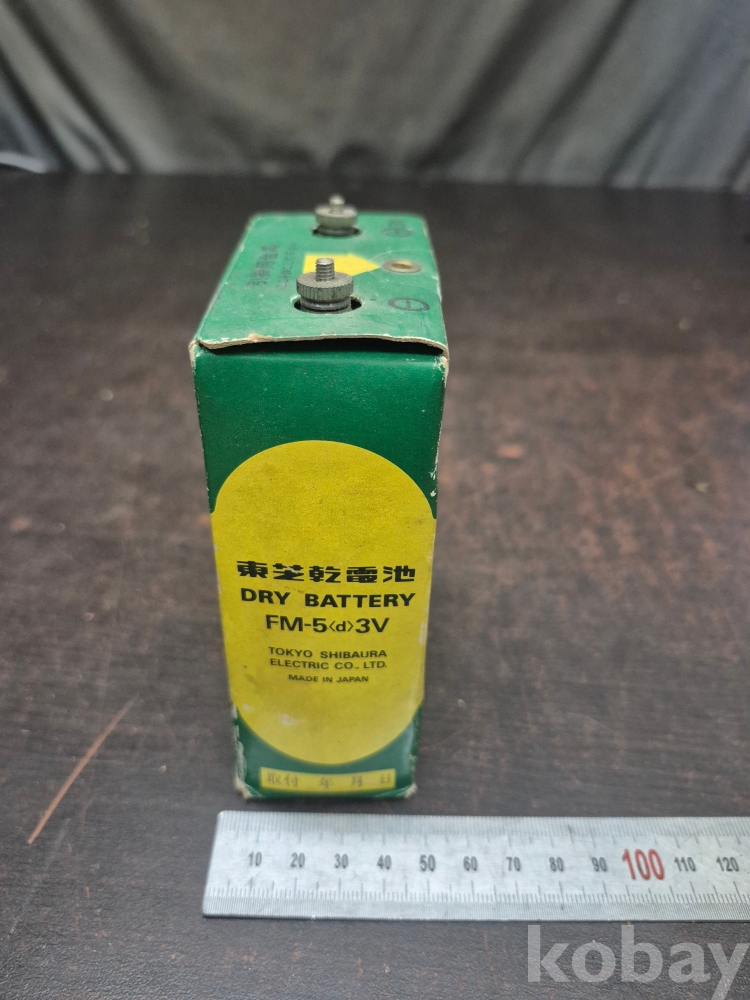 東芝乾電池
DRY BATTERY
FM-5〈d〉3V
TOKYO SHIBAURA
ELECTRIC CO., LTD.
MADE IN JAPAN
取付 年 月 日
10 20 30 40 50 60 70 80 90 100 110 120
kobay